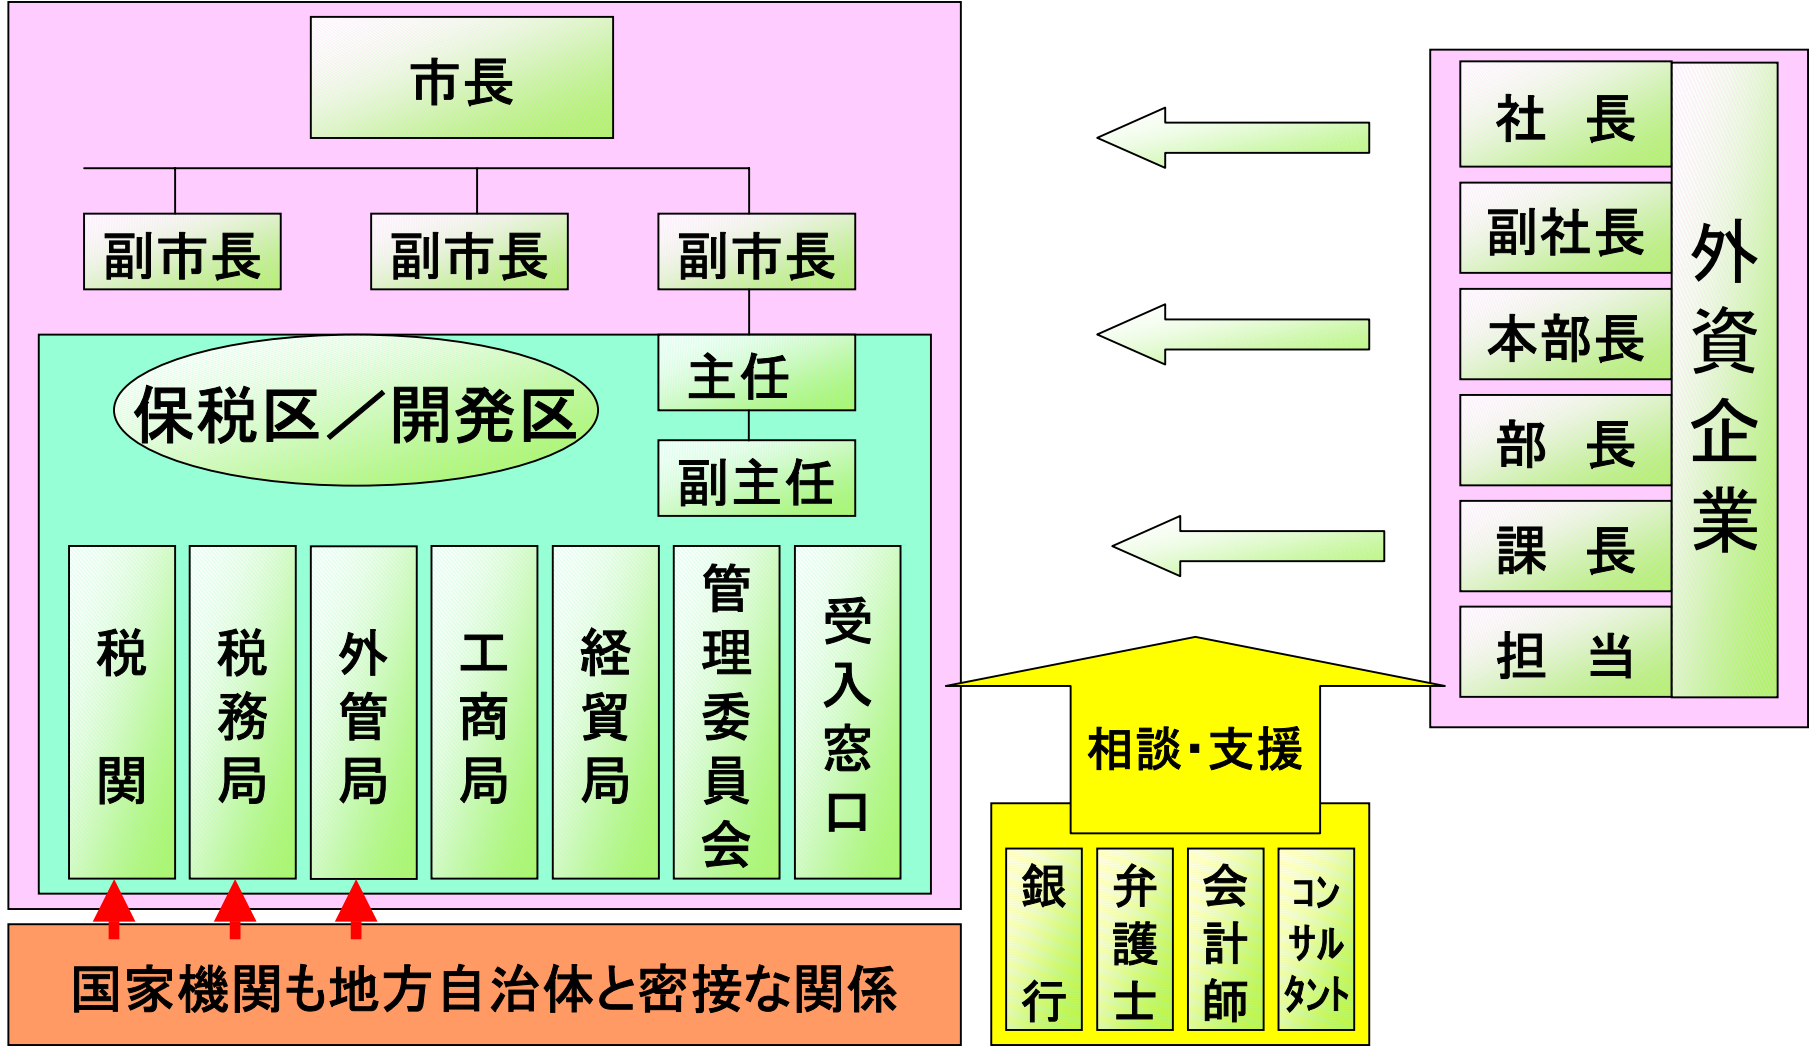 市長
副市長
副市長
副市長
主任
副主任
保税区／開発区
税関
税務局
外管局
工商局
経貿局
管理委員会
受入窓口
国家機関も地方自治体と密接な関係
社長
副社長
本部長
部長
課長
担当
外資企業
相談・支援
銀行
弁護士
会計師
コンサルタント